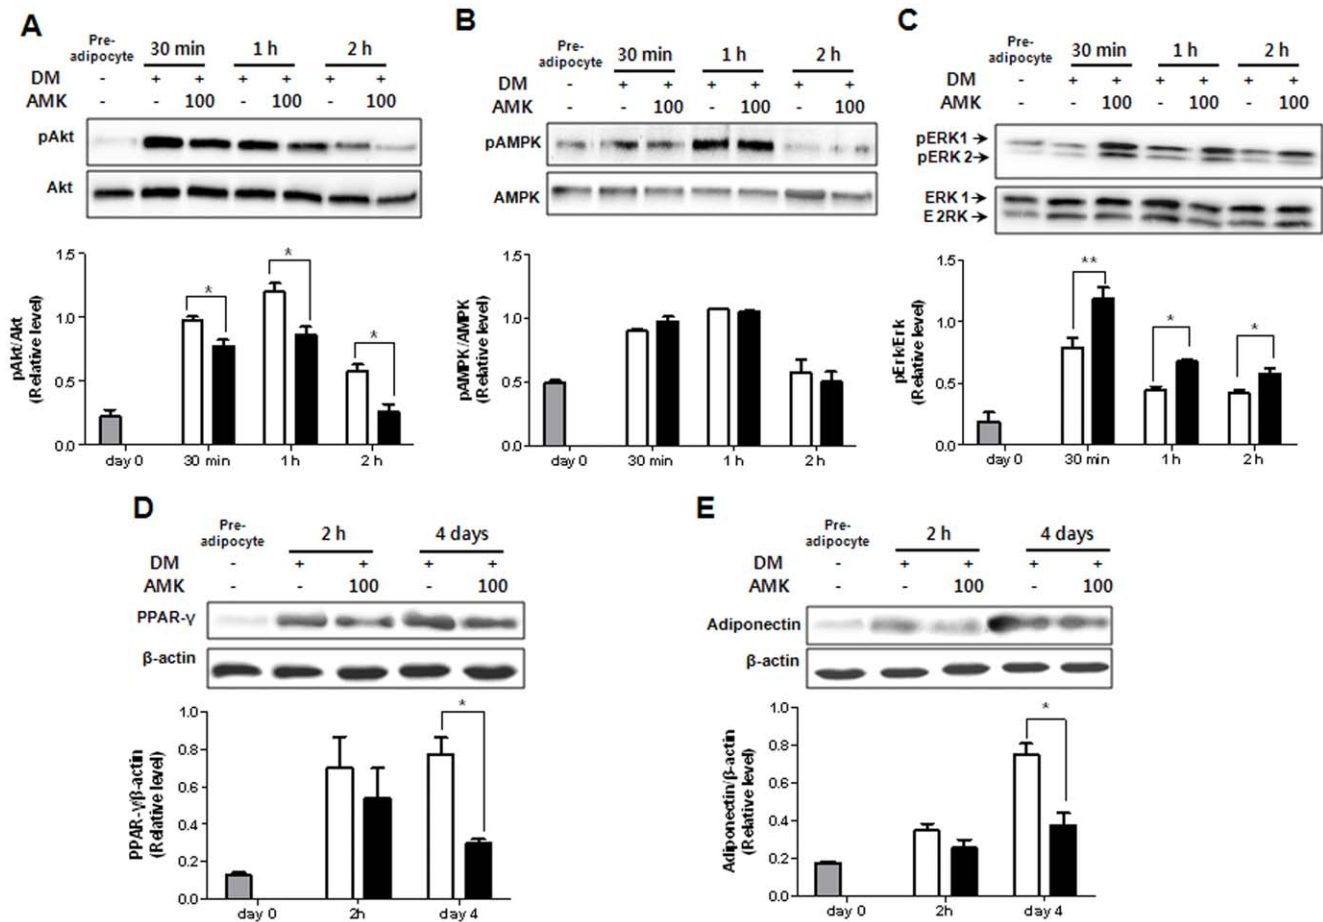 A
Pre-
adipocyte 30 min 1 h 2 h
DM - + + + + + +
AMK - - 100 - 100 - 100
pAkt
Akt
1.5
1.0
0.5
0.0
pAkt/Akt
(Relative level)
* * *
day 0 30 min 1 h 2 h
B
Pre-
adipocyte 30 min 1 h 2 h
DM - + + + + + +
AMK - - 100 - 100 - 100
pAMPK
AMPK
1.5
1.0
0.5
0.0
pAMPK/AMPK
(Relative level)
day 0 30 min 1 h 2 h
C
Pre-
adipocyte 30 min 1 h 2 h
DM - + + + + + +
AMK - - 100 - 100 - 100
pERK1→
pERK2→
ERK1→
E2RK→
1.5
1.0
0.5
0.0
pErk/Erk
(Relative level)
** * *
day 0 30 min 1 h 2 h
D
Pre-
adipocyte 2 h 4 days
DM - + + + +
AMK - - 100 - 100
PPAR-γ
β-actin
1.0
0.8
0.6
0.4
0.2
0.0
PPAR-γ/β-actin
(Relative level)
*
day 0 2h day 4
E
Pre-
adipocyte 2 h 4 days
DM - + + + +
AMK - - 100 - 100
Adiponectin
β-actin
1.0
0.8
0.6
0.4
0.2
0.0
Adiponectin/β-actin
(Relative level)
*
day 0 2h day 4